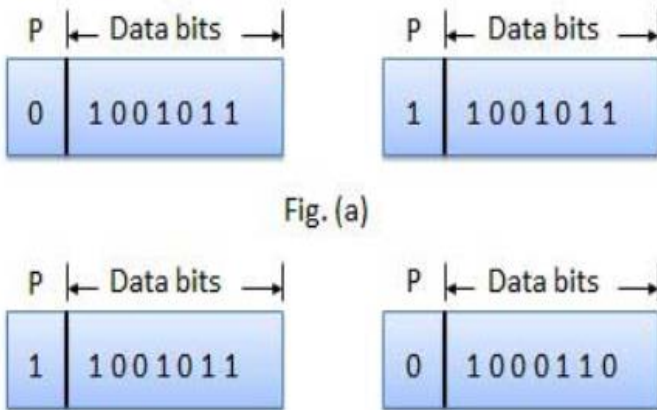 P Data bits P Data bits
0 1001011 1 1001011
Fig. (a)
P Data bits P Data bits
1 1001011 0 1000110